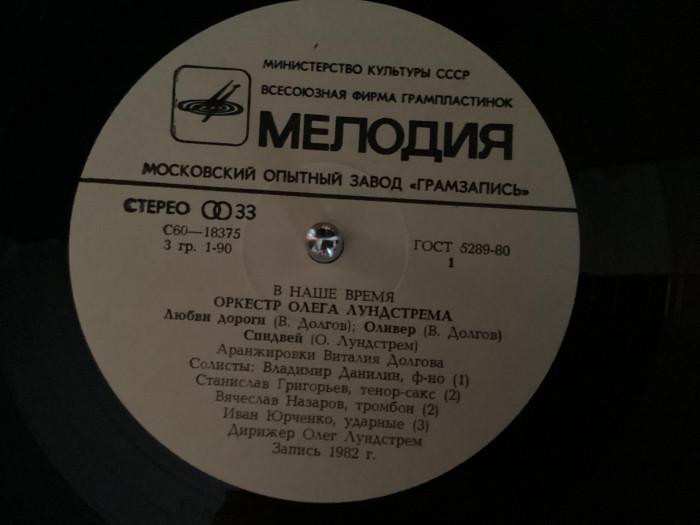 МИНИСТЕРСТВО КУЛЬТУРЫ СССР
ВСЕСОЮЗНАЯ ФИРМА ГРАМПЛАСТИНОК
МЕЛОДИЯ
МОСКОВСКИЙ ОПЫТНЫЙ ЗАВОД «ГРАМЗАПИСЬ»
СТЕРЕО 33
С60—18375
3 гр. 1-90
ГОСТ 5289-80
1
В НАШЕ ВРЕМЯ
ОРКЕСТР ОЛЕГА ЛУНДСТРЕМА
Любви дороги (В. Долгов); Оливер (В. Долгов)
Спидвей (О. Лундстрем)
Аранжировки Виталия Долгова
Солисты: Владимир Данилин, ф-но (1)
Станислав Григорьев, тенор-сакс (2)
Вячеслав Назаров, тромбон (2)
Иван Юрченко, ударные (3)
Дирижер Олег Лундстрем
Запись 1982 г.